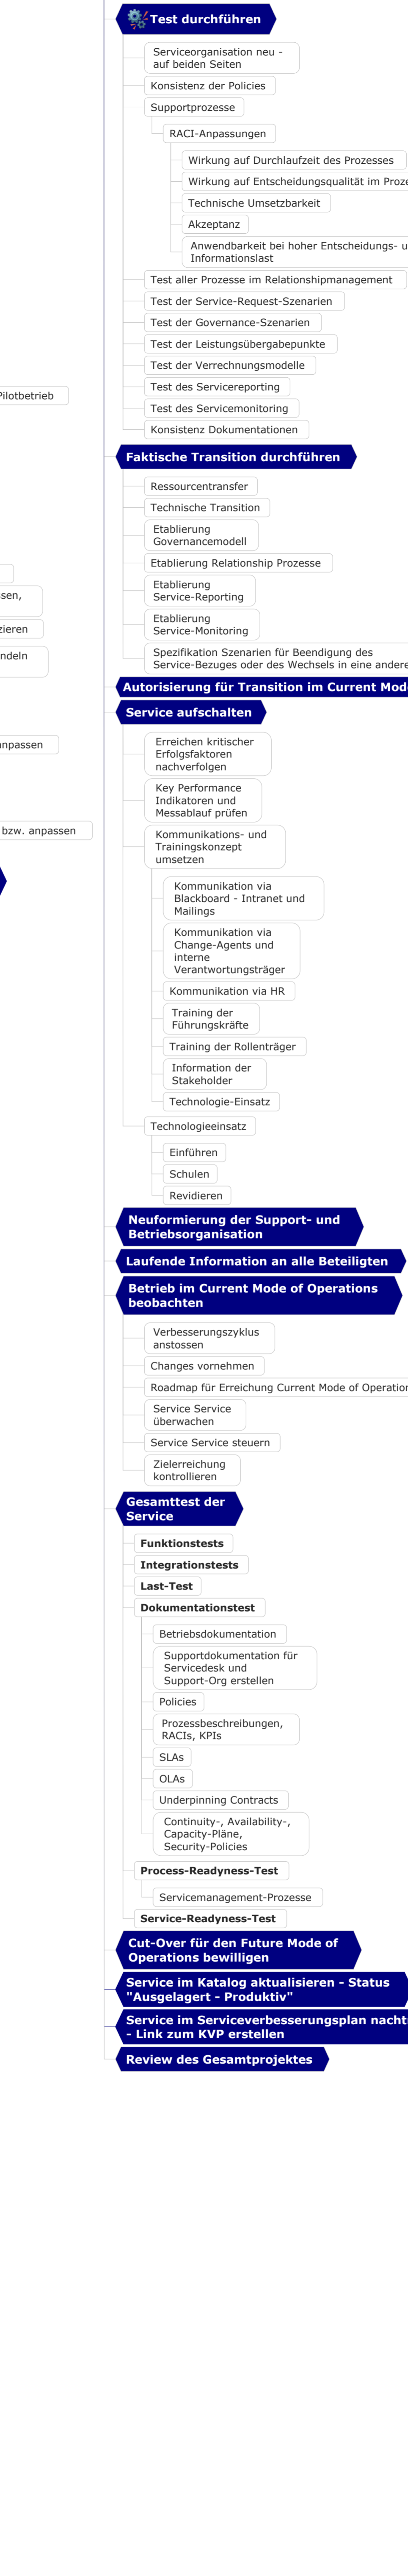 Test durchführen
Serviceorganisation neu -
auf beiden Seiten
Konsistenz der Policies
Supportprozesse
RACI-Anpassungen
Wirkung auf Durchlaufzeit des Prozesses
Wirkung auf Entscheidungsqualität im
Technische Umsetzbarkeit
Akzeptanz
Anwendbarkeit bei hoher Entscheidungs-
Informationslast
Test aller Prozesse im Relationshipmanagement
Test der Service-Request-Szenarien
Test der Governance-Szenarien
Test der Leistungsübergabepunkte
Test der Verrechnungsmodelle
Test des Servicereporting
Pilotbetrieb
Test des Servicemonitoring
Konsistenz Dokumentationen
Faktische Transition durchführen
Ressourcentransfer
Technische Transition
Etablierung
Governancemodell
Etablierung Relationship Prozesse
Etablierung
Service-Reporting
Etablierung
Service-Monitoring
Spezifikation Szenarien für Beendigung des
Service-Bezuges oder des Wechsels in eine andere
Autorisierung für Transition im Current
Service aufschalten
Erreichen kritischer
Erfolgsfaktoren
nachverfolgen
anpassen
Key Performance
Indikatoren und
Messablauf prüfen
Kommunikations- und
Trainingskonzept
umsetzen
bzw. anpassen
Kommunikation via
Blackboard - Intranet und
Mailings
Kommunikation via
Change-Agents und
interne
Verantwortungsträger
Kommunikation via HR
Training der
Führungskräfte
Training der Rollenträger
Information der
Stakeholder
Technologie-Einsatz
Technologieeinsatz
Einführen
Schulen
Revidieren
Neuformierung der Support- und
Betriebsorganisation
Laufende Information an alle Beteiligten
Betrieb im Current Mode of Operations
beobachten
Verbesserungszyklus
anstossen
Changes vornehmen
Roadmap für Erreichung Current Mode of
Service Service
überwachen
Service Service steuern
Zielerreichung
kontrollieren
Gesamttest der
Service
Funktionstests
Integrationstests
Last-Test
Dokumentationstest
Betriebsdokumentation
Supportdokumentation für
Servicedesk und
Support-Org erstellen
Policies
Prozessbeschreibungen,
RACIs, KPIs
SLAs
OLAs
Underpinning Contracts
Continuity-, Availability-,
Capacity-Pläne,
Security-Policies
Process-Readyness-Test
Servicemanagement-Prozesse
Service-Readyness-Test
Cut-Over für den Future Mode of
Operations bewilligen
Service im Katalog aktualisieren - Status
"Ausgelagert - Produktiv"
Service im Serviceverbesserungsplan
- Link zum KVP erstellen
Review des Gesamtprojektes